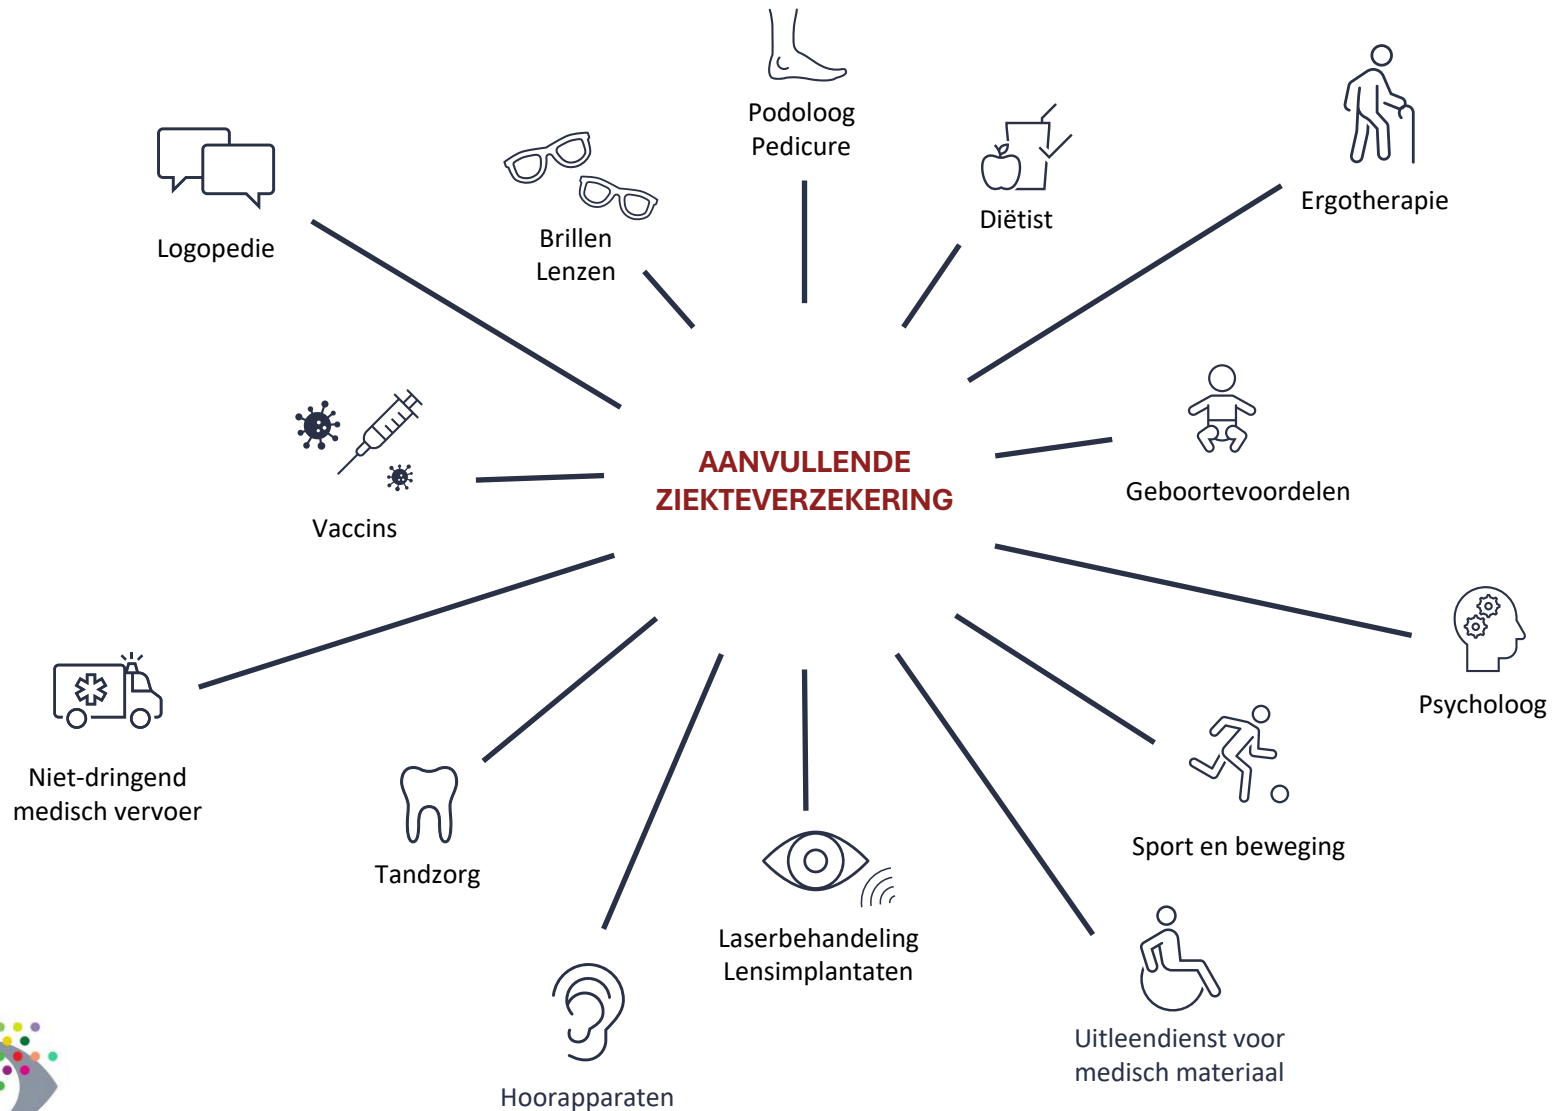 Podoloog
Pedicure
Diëtist
Ergotherapie
Logopedie
Brillen
Lenzen
AANVULLENDE
ZIEKTEVERZEKERING
Geboortevoordelen
Vaccins
Psycholoog
Niet-dringend
medisch vervoer
Tandzorg
Sport en beweging
Laserbehandeling
Lensimplantaten
Uitleendienst voor
medisch materiaal
Hoorapparaten